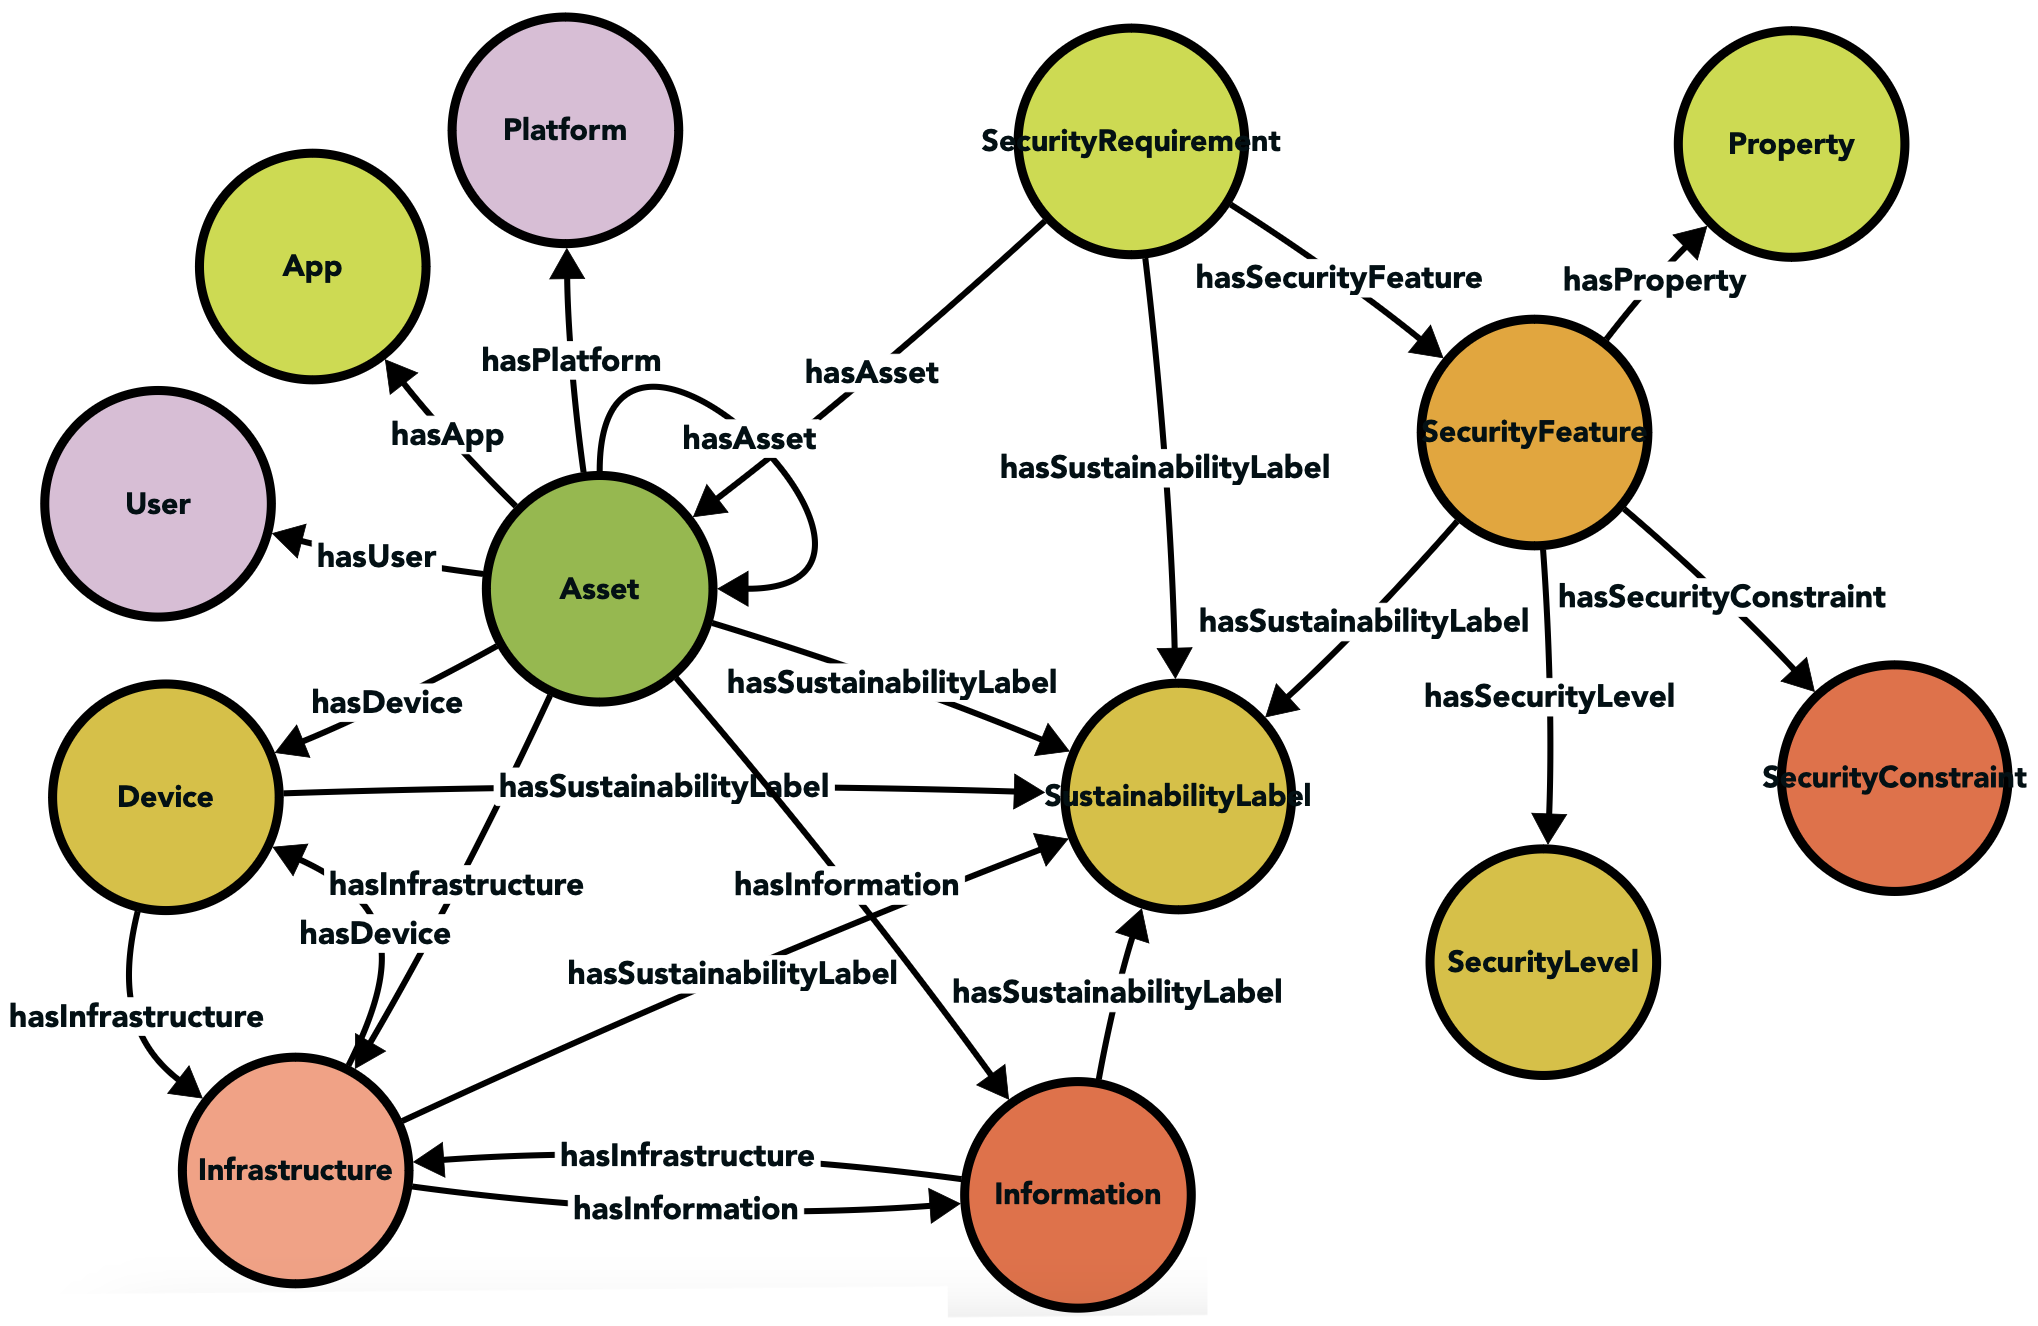 Platform
SecurityRequirement
Property
App
hasSecurityFeature
hasProperty
hasPlatform
hasAsset
hasApp
hasAsset
SecurityFeature
hasSustainabilityLabel
User
hasUser
Asset
hasSecurityConstraint
hasSustainabilityLabel
hasSustainabilityLabel
hasDevice
hasSecurityLevel
SecurityConstraint
Device
hasSustainabilityLabel
SustainabilityLabel
hasInfrastructure
hasInformation
hasDevice
SecurityLevel
hasSustainabilityLabel
hasSustainabilityLabel
hasInfrastructure
hasInfrastructure
Infrastructure
Information
hasInformation